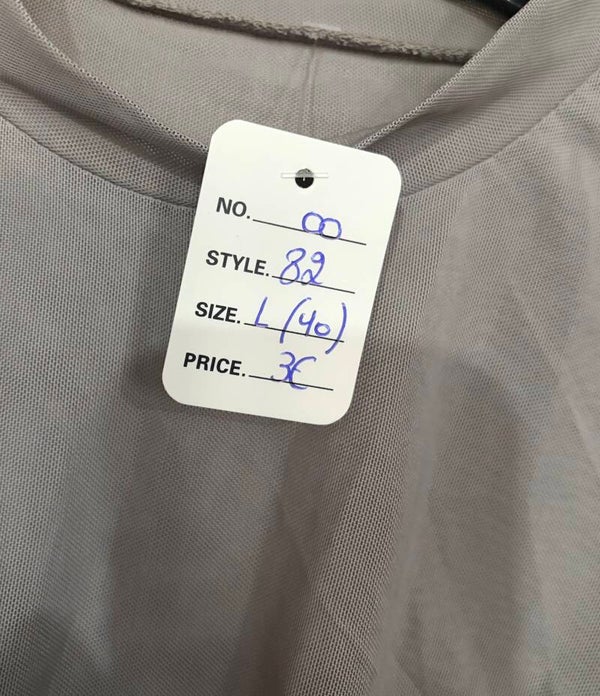 NO. 00
STYLE. 82
SIZE. L (40)
PRICE. 3€